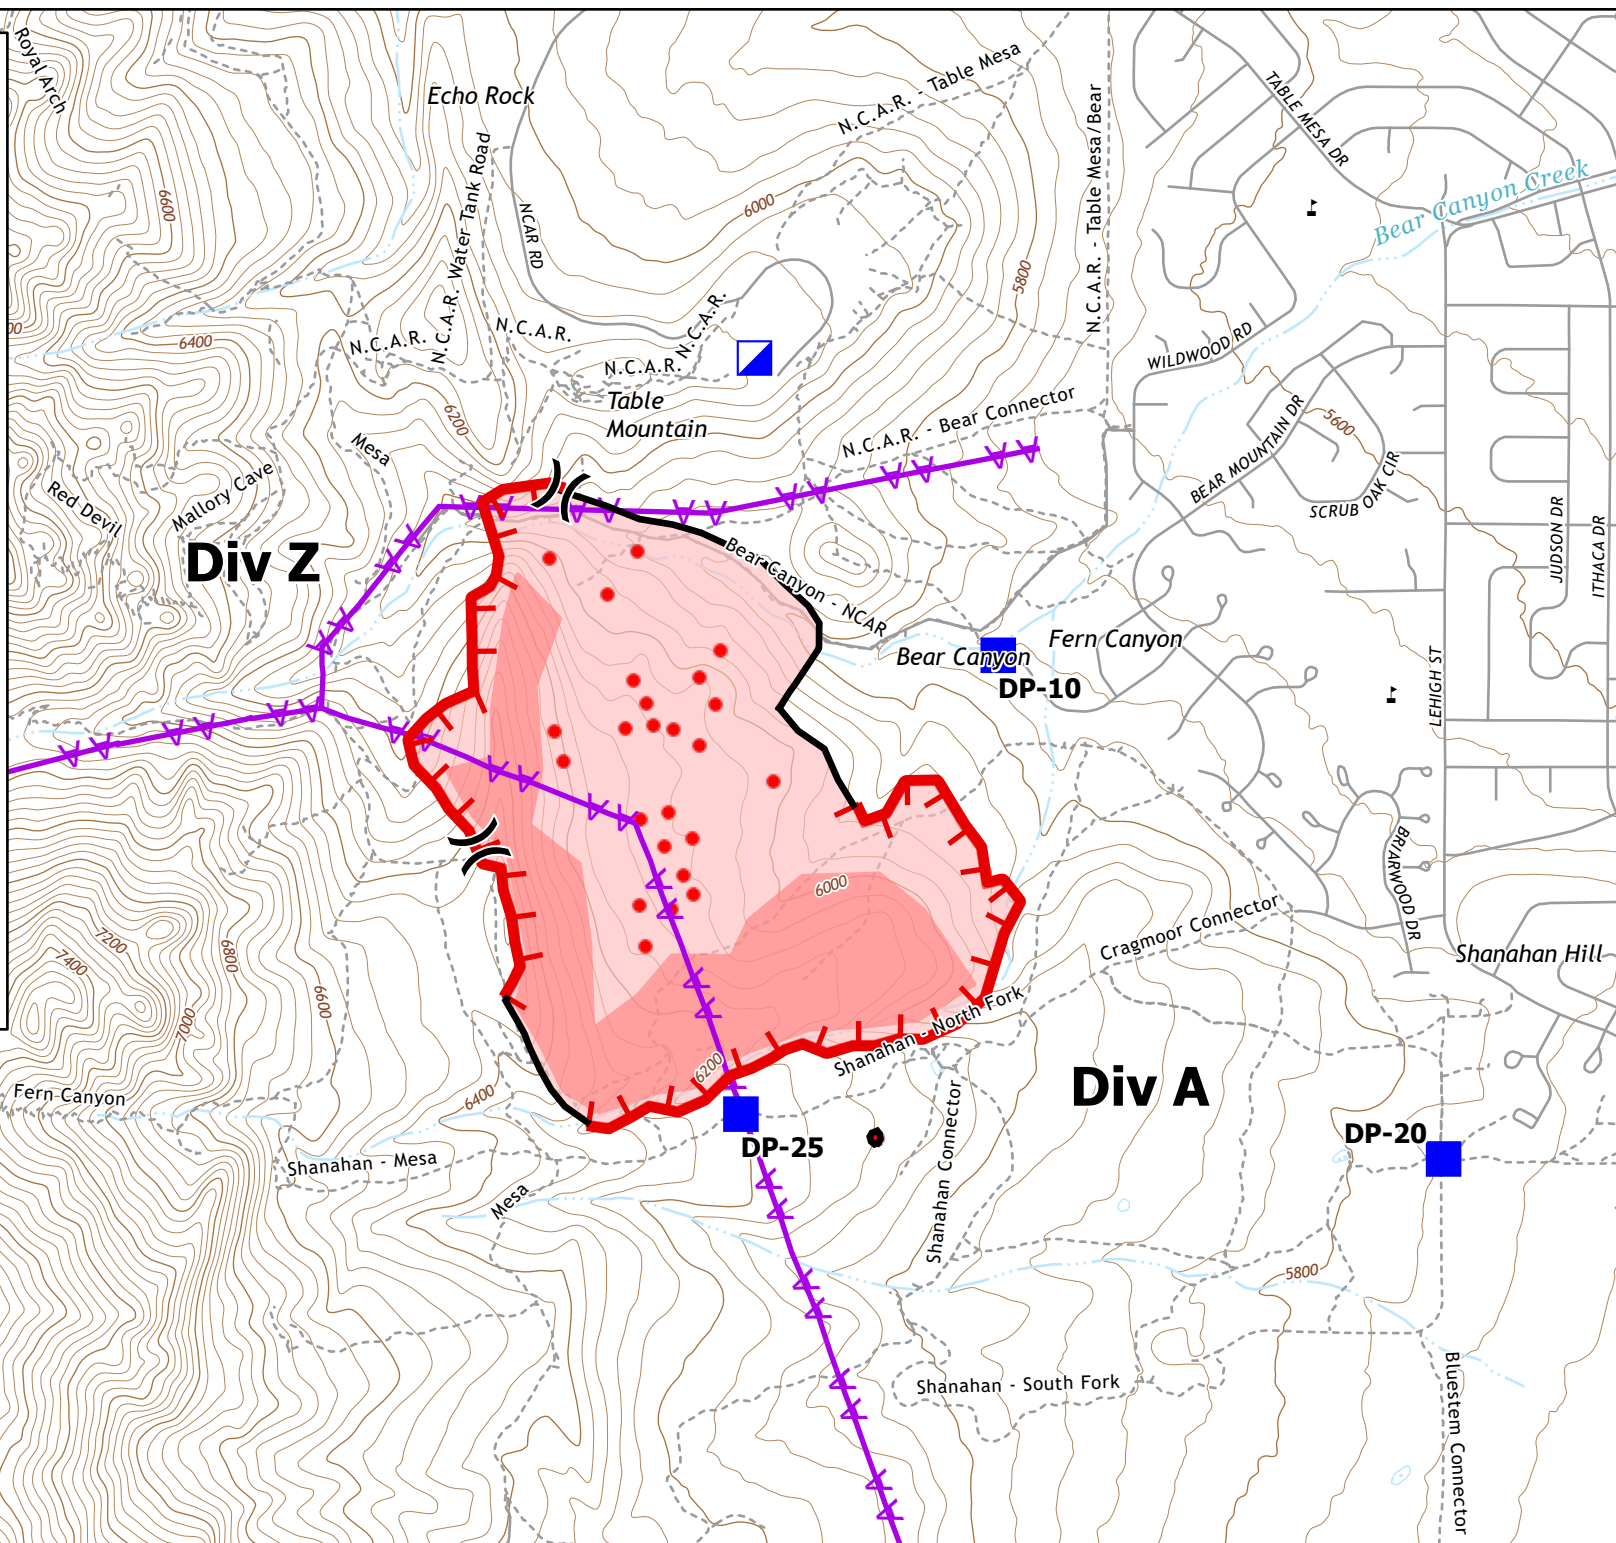 Royal Arch
Echo Rock
N.C.A.R. - Table Mesa
TABLE MESA DR
Bear Canyon Creek
6600
N.C.A.R. Water Tank Road
NCAR RD
6000
N.C.A.R. - Table Mesa/Bear
5800
00
6400
N.C.A.R.
N.C.A.R.
N.C.A.R.
N.C.A.R.
WILDWOOD RD
Table
Mountain
6200
Mesa
N.C.A.R. - Bear Connector
BEAR MOUNTAIN DR
5600
SCRUB OAK CIR
Red Devil
Mallory Cave
Div Z
Bear Canyon - NCAR
JUDSON DR
ITHACA DR
Bear Canyon
Fern Canyon
DP-10
LEHIGH ST
BRIARWOOD DR
6000
Cragmoor Connector
Shanahan Hill
7200
7400
6800
6600
7000
Shanahan - North Fork
6200
Fern Canyon
6400
Div A
DP-25
DP-20
Shanahan - Mesa
Mesa
Shanahan Connector
5800
Shanahan - South Fork
Bluestem Connector